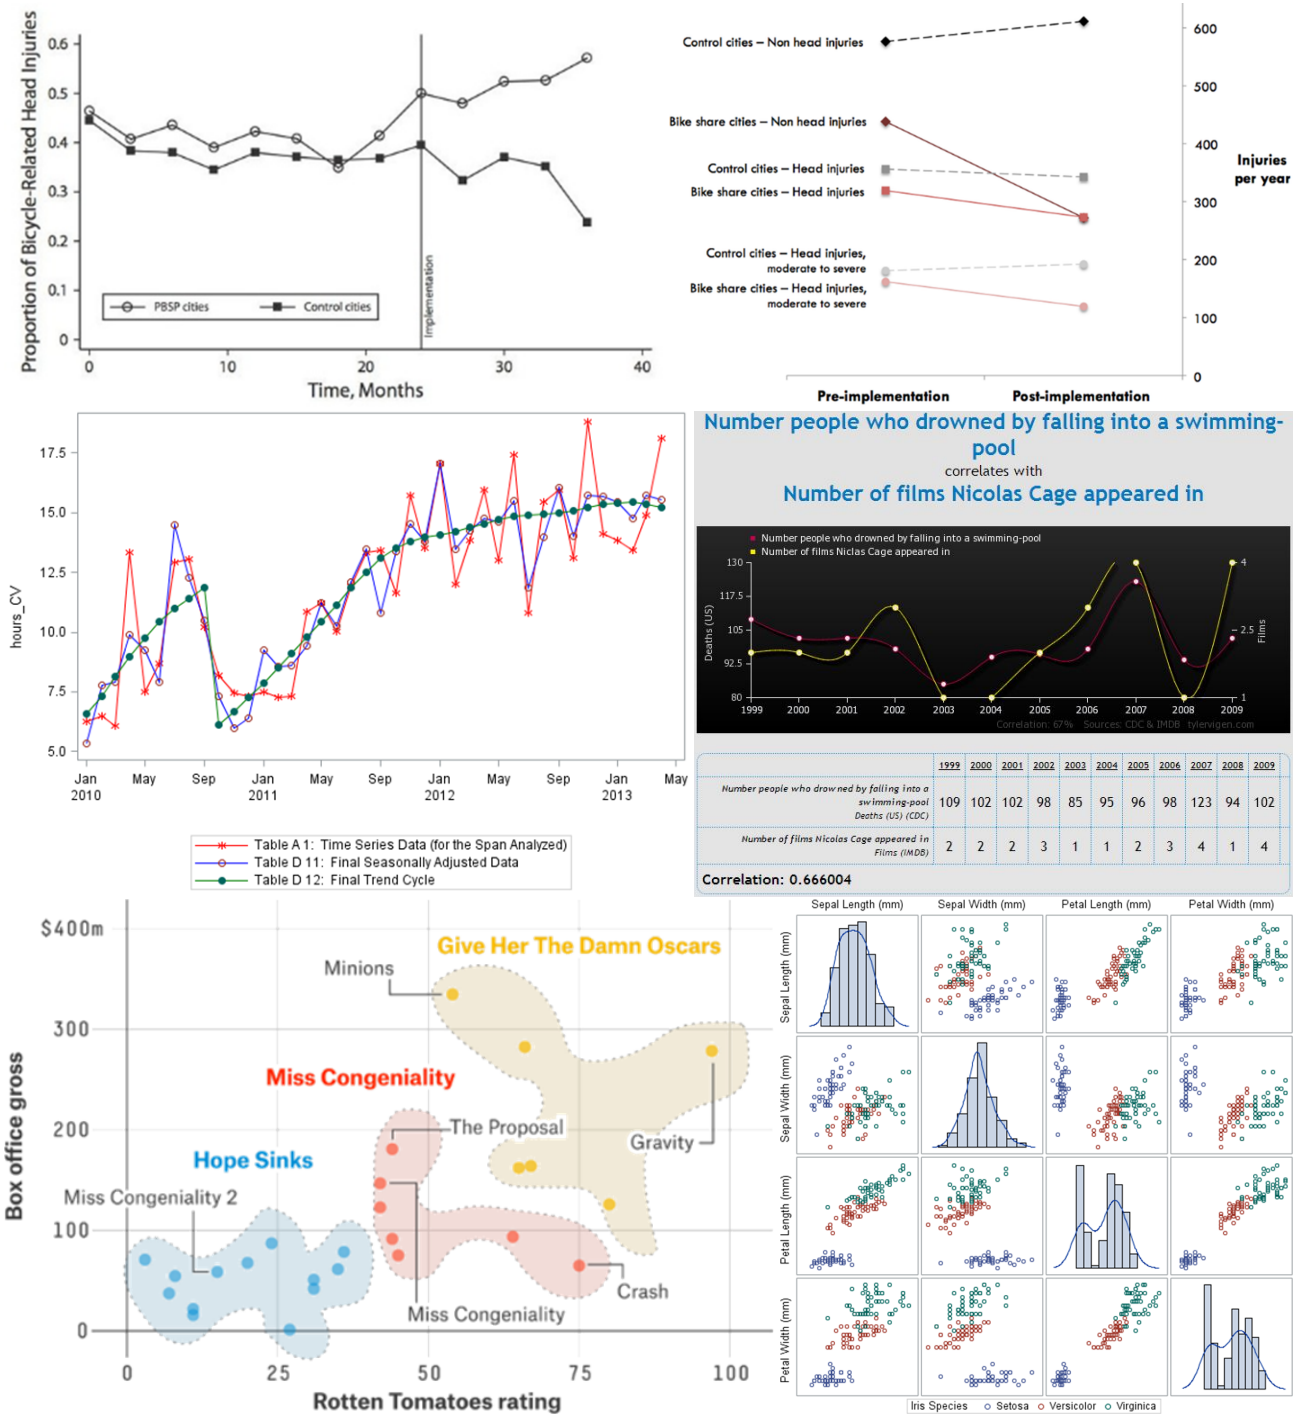 Proportion of Bicycle-Related Head Injuries
0.6
0.5
0.4
0.3
0.2
0.1
0
PBSP cities
Control cities
Implementation
0
10
20
30
40
Time, Months
Control cities – Non head injuries
Bike share cities – Non head injuries
Control cities – Head injuries
Bike share cities – Head injuries
Control cities – Head injuries,
moderate to severe
Bike share cities – Head injuries,
moderate to severe
600
500
400
300
200
100
0
Injuries
per year
Pre-implementation
Post-implementation
hours_CV
17.5
15.0
12.5
10.0
7.5
5.0
Jan May Sep Jan May Sep Jan May Sep Jan May
2010 2011 2012 2013
Table A 1: Time Series Data (for the Span Analyzed)
Table D 11: Final Seasonally Adjusted Data
Table D 12: Final Trend Cycle
Number people who drowned by falling into a swimming-
pool
correlates with
Number of films Nicolas Cage appeared in
Number people who drowned by falling into a swimming-pool
Number of films Niclas Cage appeared in
Deaths (US)
130
117.5
105
92.5
80
4
2.5
1
Films
1999 2000 2001 2002 2003 2004 2005 2006 2007 2008 2009
Correlation: 67% Sources: CDC & IMDB tylervigen.com
1999 2000 2001 2002 2003 2004 2005 2006 2007 2008 2009
Number people who drowned by falling into a
swimming-pool
Deaths (US) (CDC)
109 102 102 98 85 95 96 98 123 94 102
Number of films Nicolas Cage appeared in
Films (IMDB)
2 2 2 3 1 1 2 3 4 1 4
Correlation: 0.666004
Box office gross
$400m
300
200
100
0
Give Her The Damn Oscars
Minions
Miss Congeniality
The Proposal
Gravity
Hope Sinks
Miss Congeniality 2
Crash
Miss Congeniality
0
25
50
75
100
Rotten Tomatoes rating
Sepal Length (mm) Sepal Width (mm) Petal Length (mm) Petal Width (mm)
Sepal Length (mm)
Sepal Width (mm)
Petal Length (mm)
Petal Width (mm)
Iris Species Setosa Versicolor Virginica